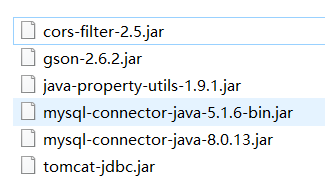 cors-filter-2.5.jar
gson-2.6.2.jar
java-property-utils-1.9.1.jar
mysql-connector-java-5.1.6-bin.jar
mysql-connector-java-8.0.13.jar
tomcat-jdbc.jar